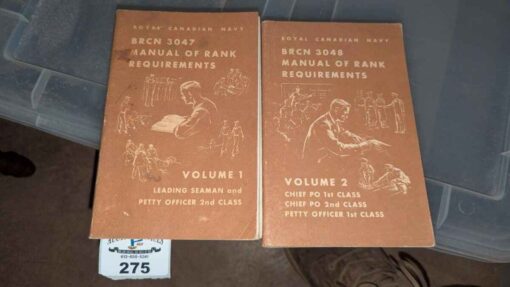 ROYAL CANADIAN NAVY
BRCN 3047
MANUAL OF RANK
REQUIREMENTS
VOLUME 1
LEADING SEAMAN and
PETTY OFFICER 2nd CLASS
ROYAL CANADIAN NAVY
BRCN 3048
MANUAL OF RANK
REQUIREMENTS
VOLUME 2
CHIEF PO 1st CLASS
CHIEF PO 2nd CLASS
PETTY OFFICER 1st CLASS
275